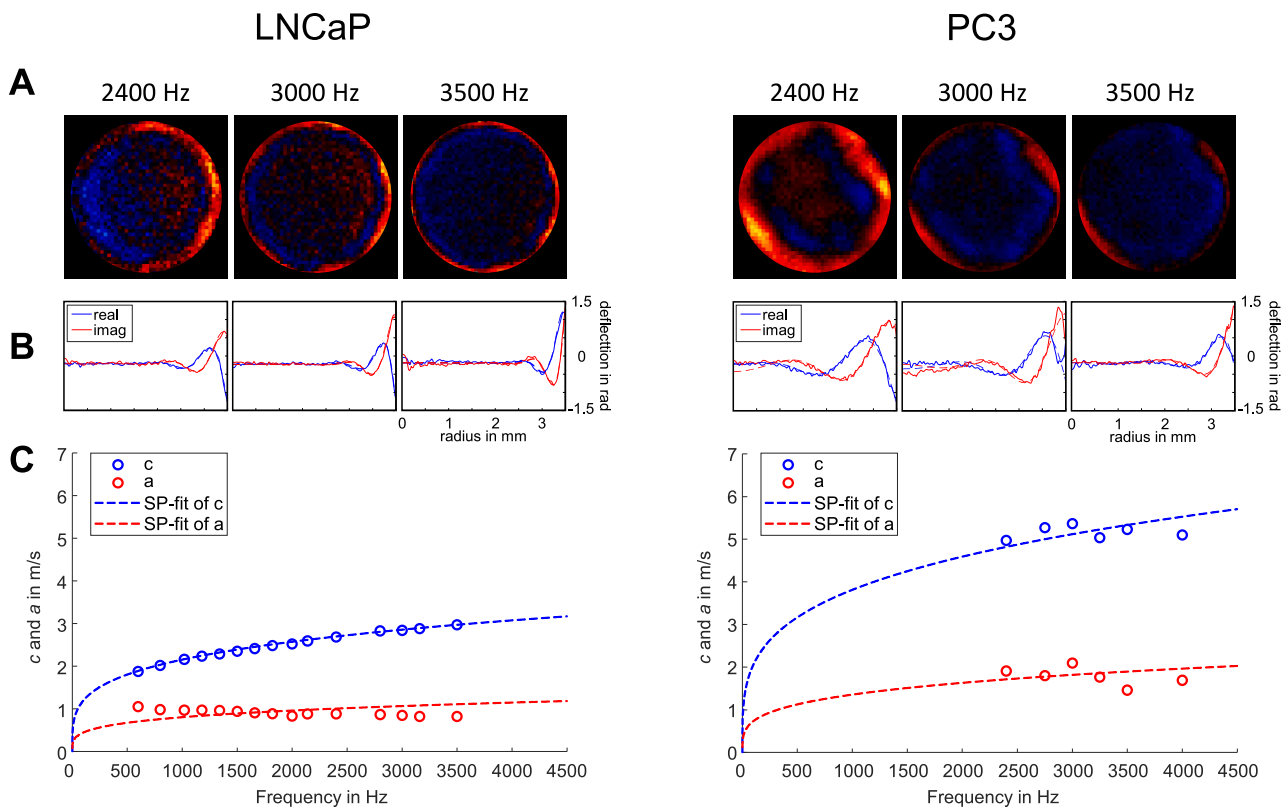 LNCaP PC3
A
2400 Hz 3000 Hz 3500 Hz 2400 Hz 3000 Hz 3500 Hz
B
real
imag
1.5
0
-1.5
deflection in rad
0 1 2 3
radius in mm
real
imag
1.5
0
-1.5
deflection in rad
0 1 2 3
radius in mm
C
c
a
SP-fit of c
SP-fit of a
7
6
5
4
3
2
1
0
c and a in m/s
0 500 1000 1500 2000 2500 3000 3500 4000 4500
Frequency in Hz
c
a
SP-fit of c
SP-fit of a
7
6
5
4
3
2
1
0
c and a in m/s
0 500 1000 1500 2000 2500 3000 3500 4000 4500
Frequency in Hz